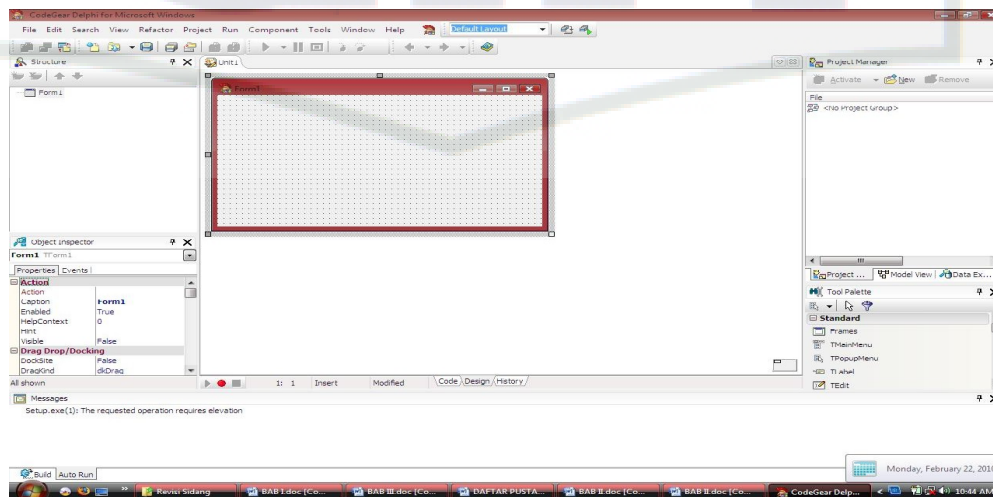 CodeGear Delphi for Microsoft Windows
File Edit Search View Refactor Project Run Component Tools Window Help Default Layout
Structure
Form1
Unit1
Form1
Project Manager
Activate New Remove
File
<No Project Group>
Object Inspector
Form1 TForm1
Properties Events
Action
Action
Caption Form1
Enabled True
HelpContext 0
Hint
Visible False
Drag Drop/Docking
DockSite False
DragKind dkDrag
All shown
1: 1 Insert Modified Code Design History
Project ... Model View Data Ex...
Tool Palette
Standard
Frames
TMainMenu
TPopupMenu
TLabel
TEdit
Messages
Setup.exe(1): The requested operation requires elevation
Build Auto Run
Monday, February 22, 2010
Revisi Sidang BAB I.doc [Co... BAB III.doc [Co... DAFTAR PUSTA... BAB II.doc [Co... BAB II.doc [Co... CodeGear Delp... 10:44 AM